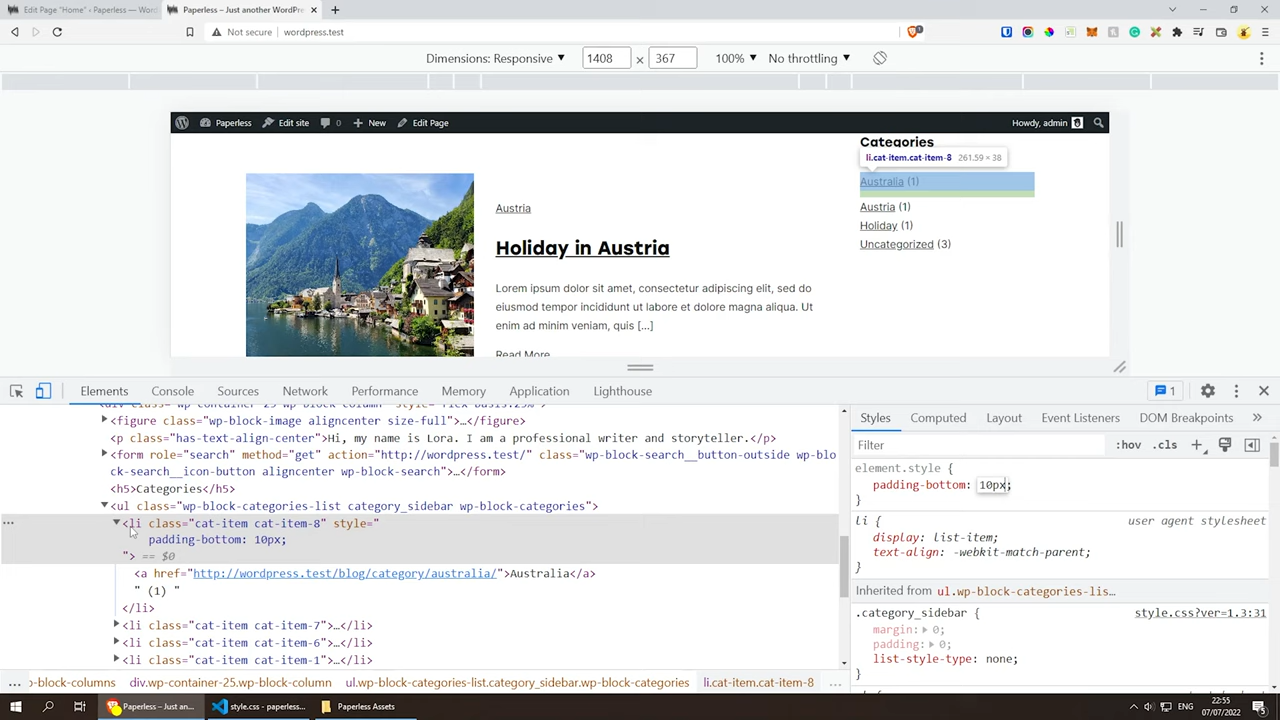 Edit Page "Home" ‹ Paperless — Word
Paperless – Just another WordPre
Not secure
wordpress.test
Dimensions: Responsive
1408
×
367
100%
No throttling
Paperless
Edit site
0
New
Edit Page
Howdy, admin
Categories
li.cat-item.cat-item-8 261.59 × 38
Australia (1)
Austria (1)
Holiday (1)
Uncategorized (3)
Austria
Holiday in Austria
Lorem ipsum dolor sit amet, consectetur adipiscing elit, sed do
eiusmod tempor incididunt ut labore et dolore magna aliqua. Ut
enim ad minim veniam, quis […]
Read More
Elements
Console
Sources
Network
Performance
Memory
Application
Lighthouse
1
<figure class="wp-block-image aligncenter size-full">…</figure>
<p class="has-text-align-center">Hi, my name is Lora. I am a professional writer and storyteller.</p>
<form role="search" method="get" action="http://wordpress.test/" class="wp-block-search__button-outside wp-blo
ck-search__icon-button aligncenter wp-block-search">…</form>
<h5>Categories</h5>
<ul class="wp-block-categories-list category_sidebar wp-block-categories">
<li class="cat-item cat-item-8" style="
padding-bottom: 10px;
"> == $0
<a href="http://wordpress.test/blog/category/australia/">Australia</a>
" (1) "
</li>
<li class="cat-item cat-item-7">…</li>
<li class="cat-item cat-item-6">…</li>
<li class="cat-item cat-item-1">…</li>
… p-block-columns div.wp-container-25.wp-block-column ul.wp-block-categories-list.category_sidebar.wp-block-categories li.cat-item.cat-item-8 …
Styles
Computed
Layout
Event Listeners
DOM Breakpoints
»
Filter
:hov
.cls
element.style {
padding-bottom: 10px;
}
li {
user agent stylesheet
display: list-item;
text-align: -webkit-match-parent;
}
Inherited from ul.wp-block-categories-lis…
.category_sidebar {
style.css?ver=1.3:31
margin: 0;
padding: 0;
list-style-type: none;
}
Paperless – Just an...
style.css - paperless...
Paperless Assets
ENG
22:55
07/07/2022